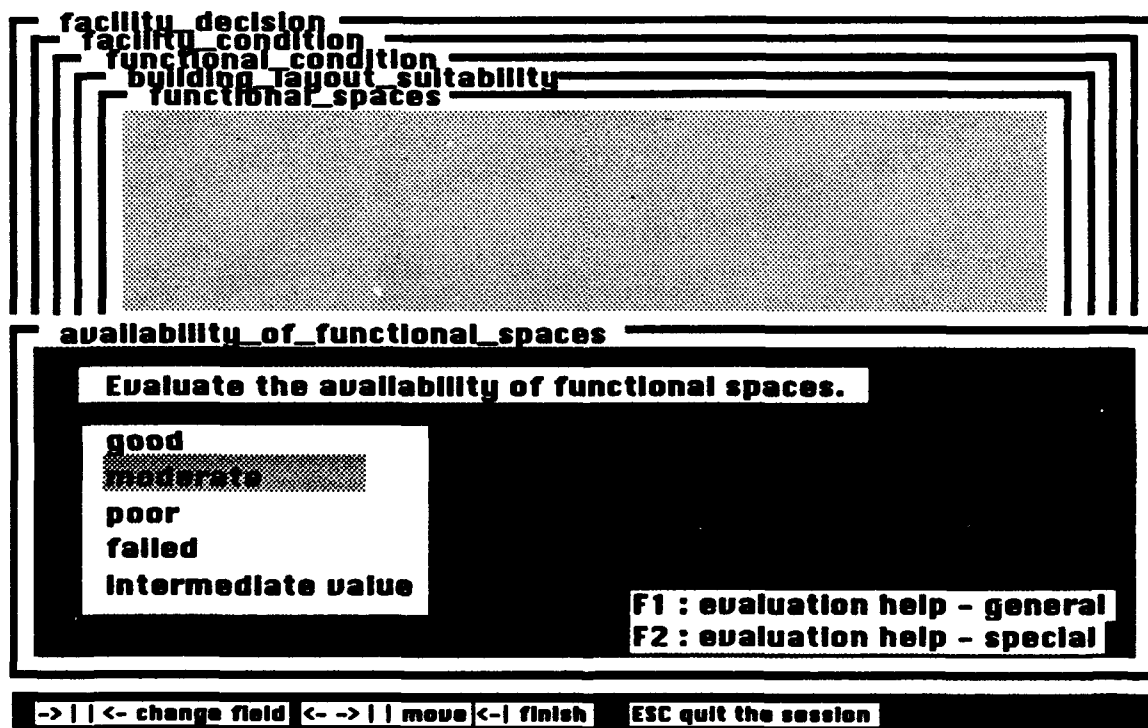 facility_decision
facility_condition
functional_condition
building_layout_suitability
functional_spaces
availability_of_functional_spaces
Evaluate the availability of functional spaces.
good
moderate
poor
failed
intermediate value
F1 : evaluation help - general
F2 : evaluation help - special
-> | | <- change field <- -> | | move <-| finish ESC quit the session